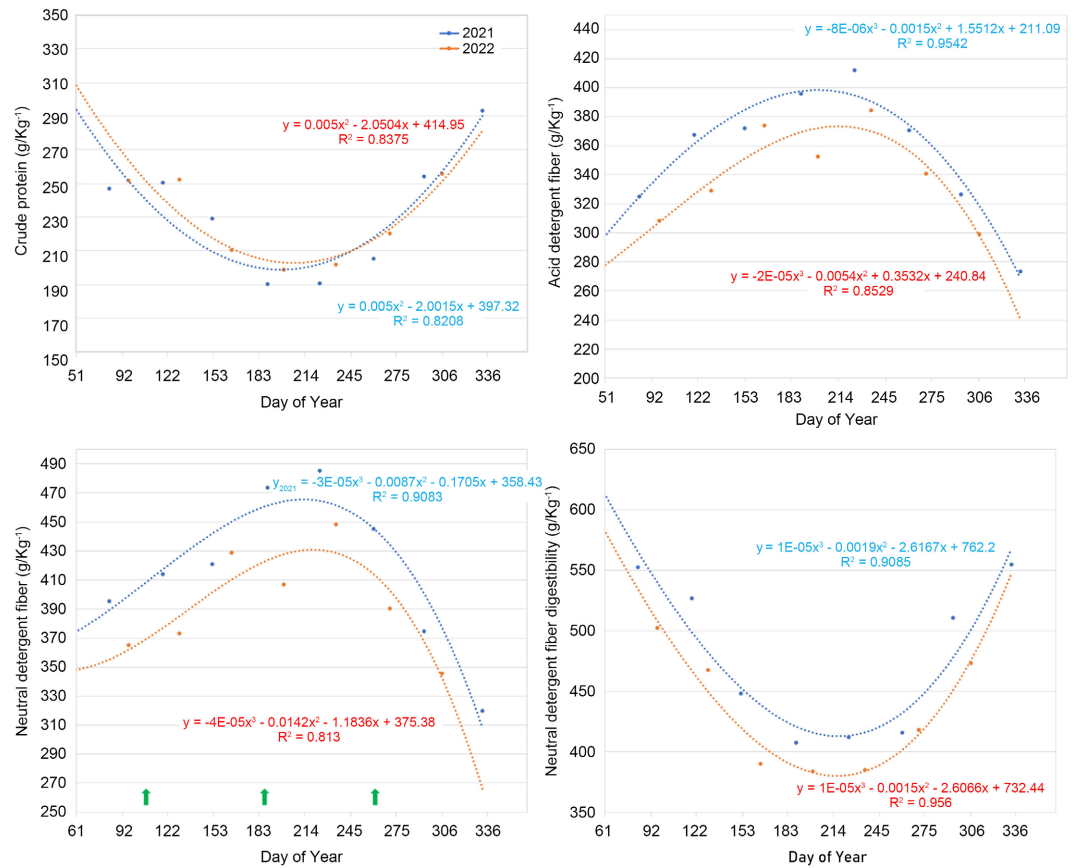 350
330
310
290
270
250
230
210
190
170
150
Crude protein (g/Kg⁻¹)
2021
2022
y = 0.005x² - 2.0504x + 414.95
R² = 0.8375
y = 0.005x² - 2.0015x + 397.32
R² = 0.8208
51 92 122 153 183 214 245 275 306 336
Day of Year
450
440
420
400
380
360
340
320
300
280
260
240
220
200
Acid detergent fiber (g/Kg⁻¹)
y = -8E-06x³ - 0.0015x² + 1.5512x + 211.09
R² = 0.9542
y = -2E-05x³ - 0.0054x² + 0.3532x + 240.84
R² = 0.8529
51 92 122 153 183 214 245 275 306 336
Day of Year
490
470
450
430
410
390
370
350
330
310
290
270
250
Neutral detergent fiber (g/Kg⁻¹)
y₂₀₂₁ = -3E-05x³ - 0.0087x² - 0.1705x + 358.43
R² = 0.9083
y = -4E-05x³ - 0.0142x² - 1.1836x + 375.38
R² = 0.813
61 92 122 153 183 214 245 275 306 336
Day of Year
650
600
550
500
450
400
350
Neutral detergent fiber digestibility (g/Kg⁻¹)
y = 1E-05x³ - 0.0019x² - 2.6167x + 762.2
R² = 0.9085
y = 1E-05x³ - 0.0015x² - 2.6066x + 732.44
R² = 0.956
61 92 122 153 183 214 245 275 306 336
Day of Year